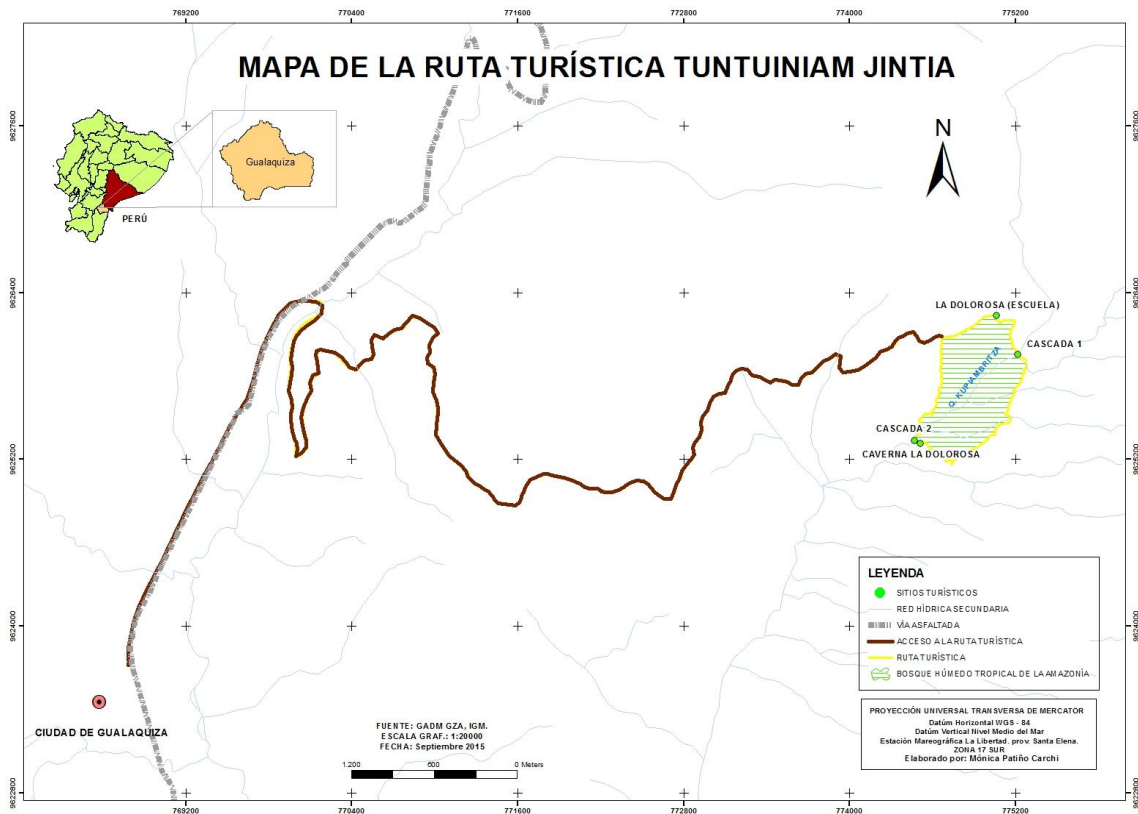 769200 770400 771600 772800 774000 775200
MAPA DE LA RUTA TURÍSTICA TUNTUINIAM JINTIA
9627600 9627600
N
Gualaquiza
PERÚ
9626400 9626400
LA DOLOROSA (ESCUELA)
CASCADA 1
Q. KUPIAMBRITZA
CASCADA 2
CAVERNA LA DOLOROSA
9625200 9625200
LEYENDA
SITIOS TURÍSTICOS
RED HÍDRICA SECUNDARIA
VÍA ASFALTADA
ACCESO A LA RUTA TURÍSTICA
RUTA TURÍSTICA
BOSQUE HÚMEDO TROPICAL DE LA AMAZONÍA
9624000 9624000
CIUDAD DE GUALAQUIZA
FUENTE: GADM GZA, IGM.
ESCALA GRAF.: 1:20000
FECHA: Septiembre 2015
1.200 600 0 Meters
PROYECCIÓN UNIVERSAL TRANSVERSA DE MERCATOR
Datúm Horizontal WGS - 84
Datúm Vertical Nivel Medio del Mar
Estación Mareográfica La Libertad. prov. Santa Elena.
ZONA 17 SUR
Elaborado por: Mónica Patiño Carchi
9622800 9622800
769200 770400 771600 772800 774000 775200